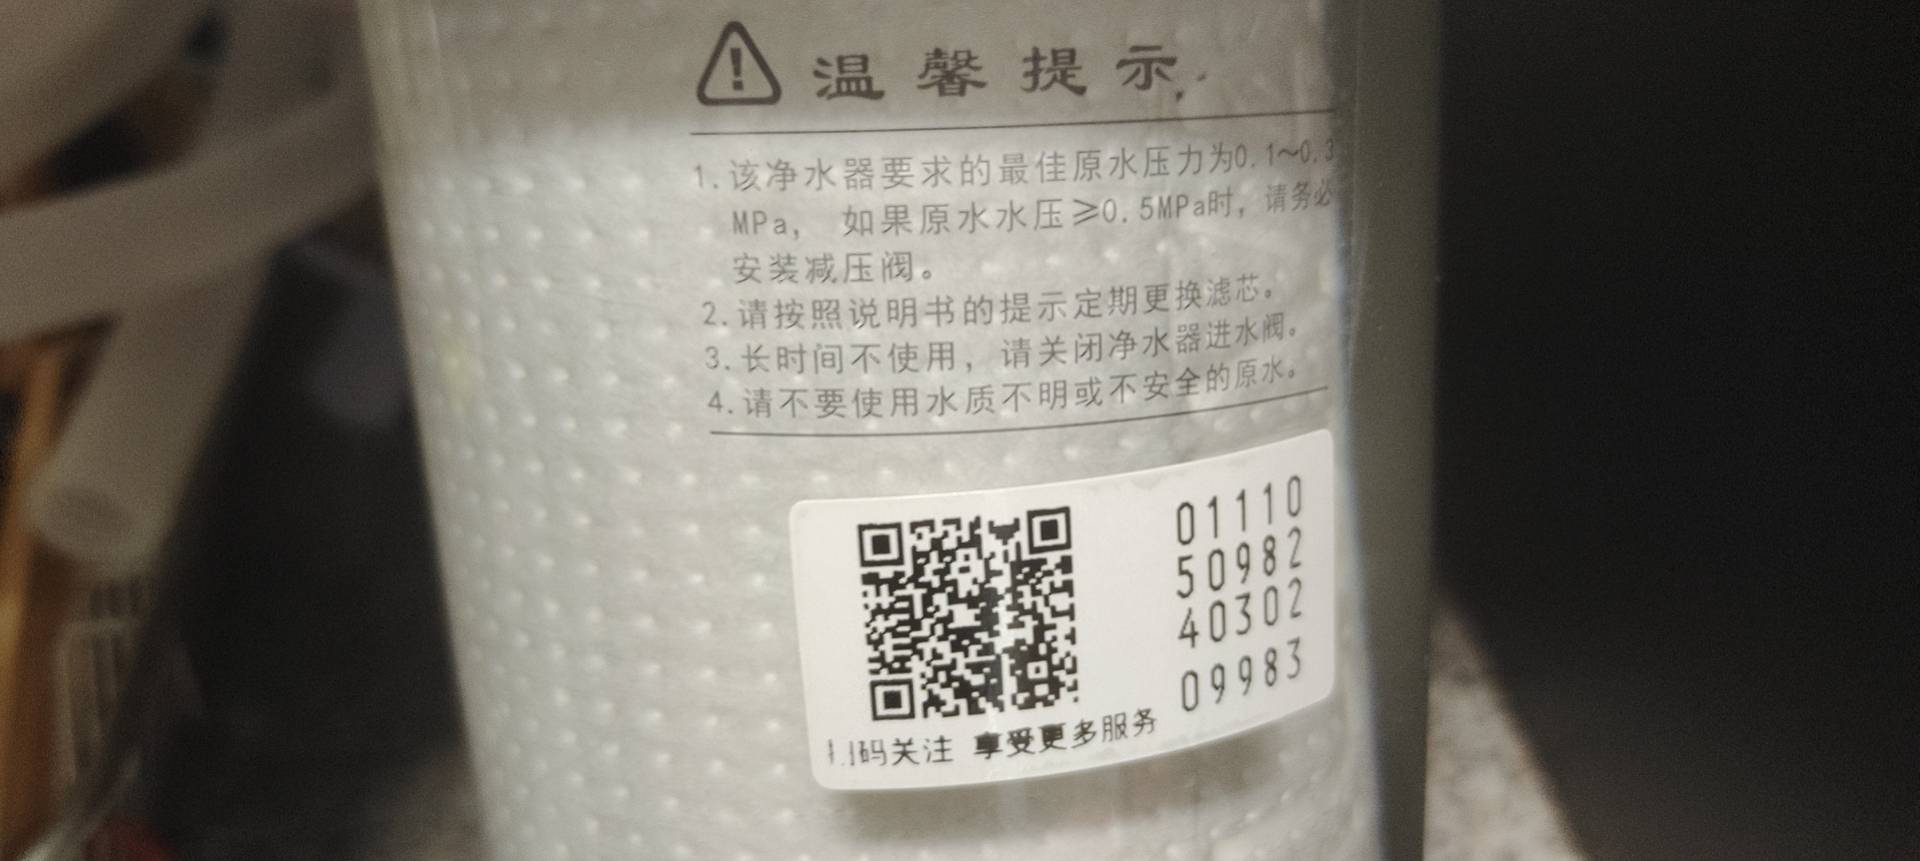 温馨提示
1.该净水器要求的最佳原水压力为0.1~0.3
MPa， 如果原水水压≥0.5MPa时，请务必
安装减压阀。
2.请按照说明书的提示定期更换滤芯。
3.长时间不使用，请关闭净水器进水阀。
4.请不要使用水质不明或不安全的原水。
01110
50982
40302
09983
码关注 享受更多服务